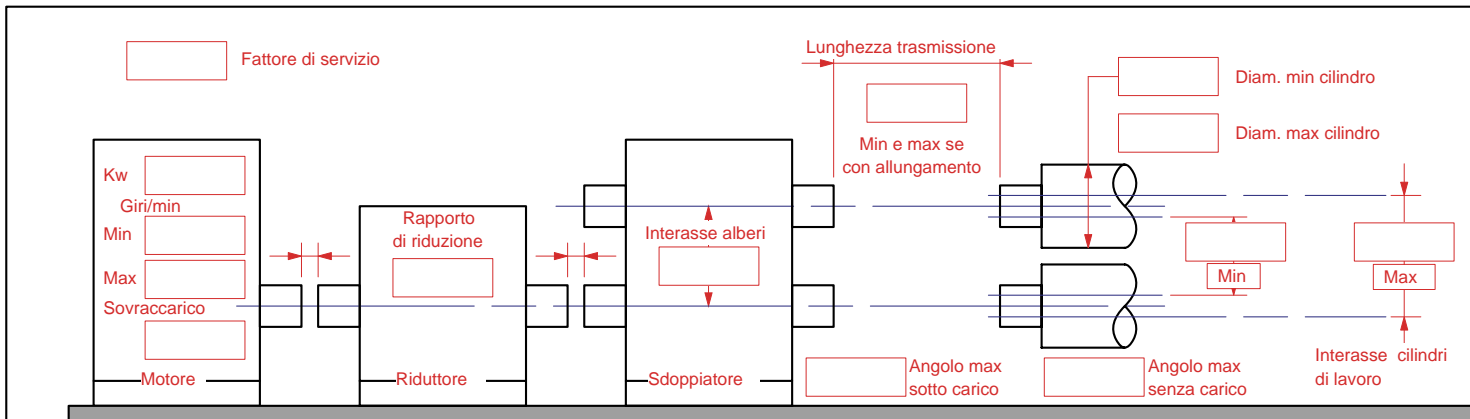 Fattore di servizio
Lunghezza trasmissione
Min e max se
con allungamento
Diam. min cilindro
Diam. max cilindro
Kw
Giri/min
Min
Max
Sovraccarico
Motore
Rapporto
di riduzione
Riduttore
Interasse alberi
Sdoppiatore
Angolo max
sotto carico
Angolo max
senza carico
Min
Max
Interasse cilindri
di lavoro